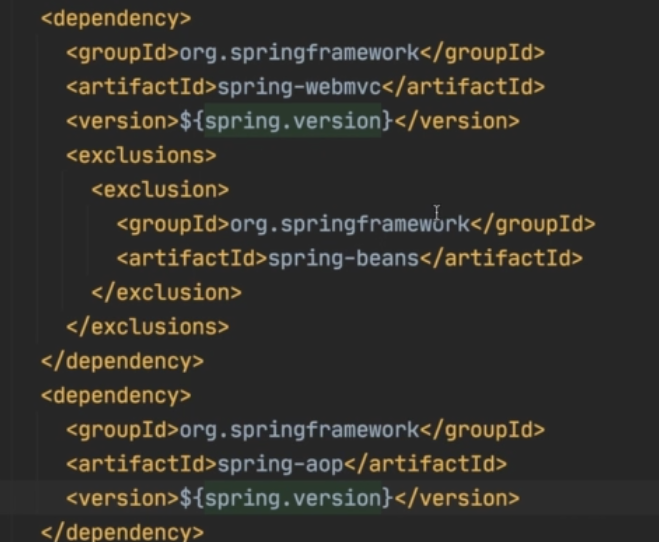 <dependency>
<groupId>org.springframework</groupId>
<artifactId>spring-webmvc</artifactId>
<version>${spring.version}</version>
<exclusions>
<exclusion>
<groupId>org.springframework</groupId>
<artifactId>spring-beans</artifactId>
</exclusion>
</exclusions>
</dependency>
<dependency>
<groupId>org.springframework</groupId>
<artifactId>spring-aop</artifactId>
<version>${spring.version}</version>
</dependency>